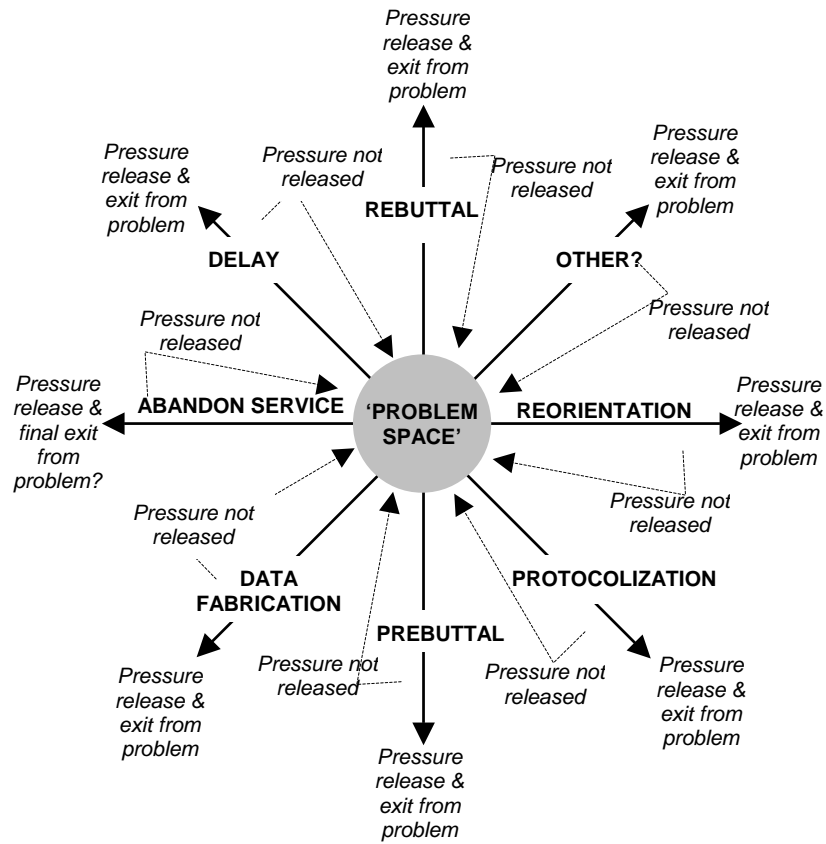 Pressure
release &
exit from
problem
Pressure
release &
exit from
problem
Pressure not
released
Pressure not
released
Pressure
release &
exit from
problem
REBUTTAL
DELAY
OTHER?
Pressure not
released
Pressure not
released
Pressure
release &
final exit
from
problem?
ABANDON SERVICE
‘PROBLEM
SPACE’
REORIENTATION
Pressure
release &
exit from
problem
Pressure not
released
Pressure not
released
DATA
FABRICATION
PROTOCOLIZATION
PREBUTTAL
Pressure not
released
Pressure not
released
Pressure
release &
exit from
problem
Pressure
release &
exit from
problem
Pressure
release &
exit from
problem